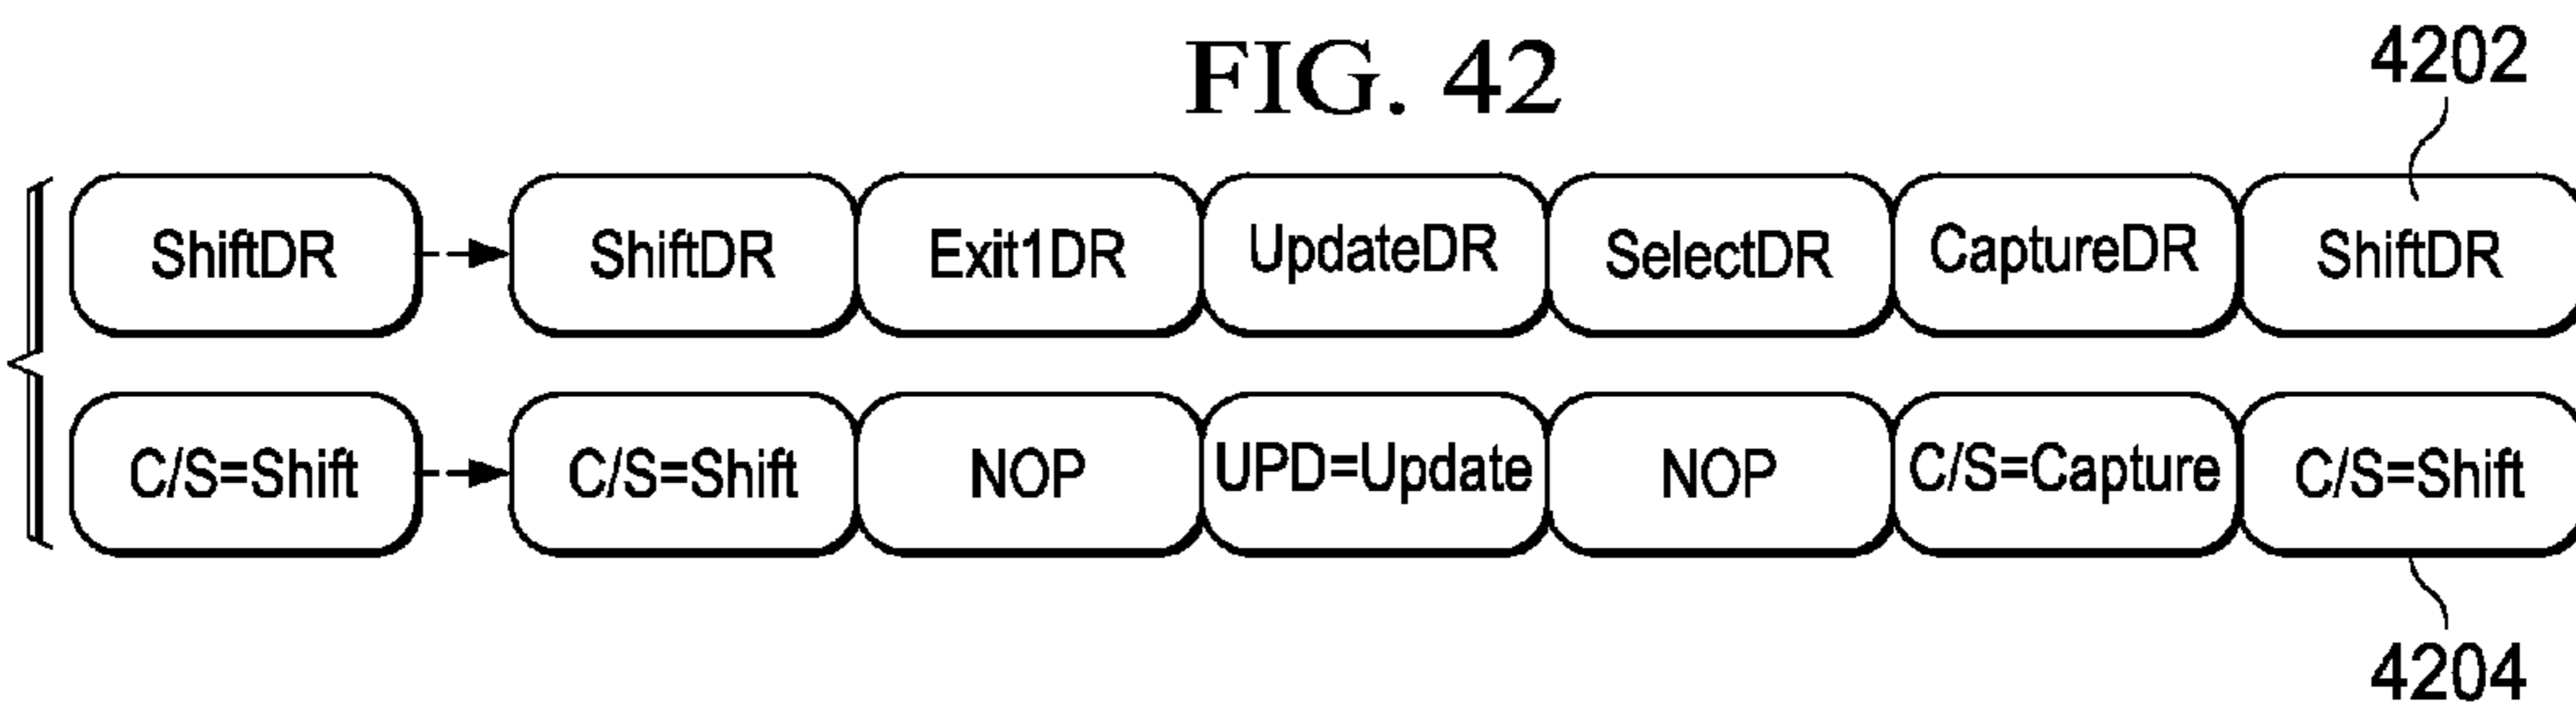 FIG. 42
4202
ShiftDR ShiftDR Exit1DR UpdateDR SelectDR CaptureDR ShiftDR
C/S=Shift C/S=Shift NOP UPD=Update NOP C/S=Capture C/S=Shift
4204